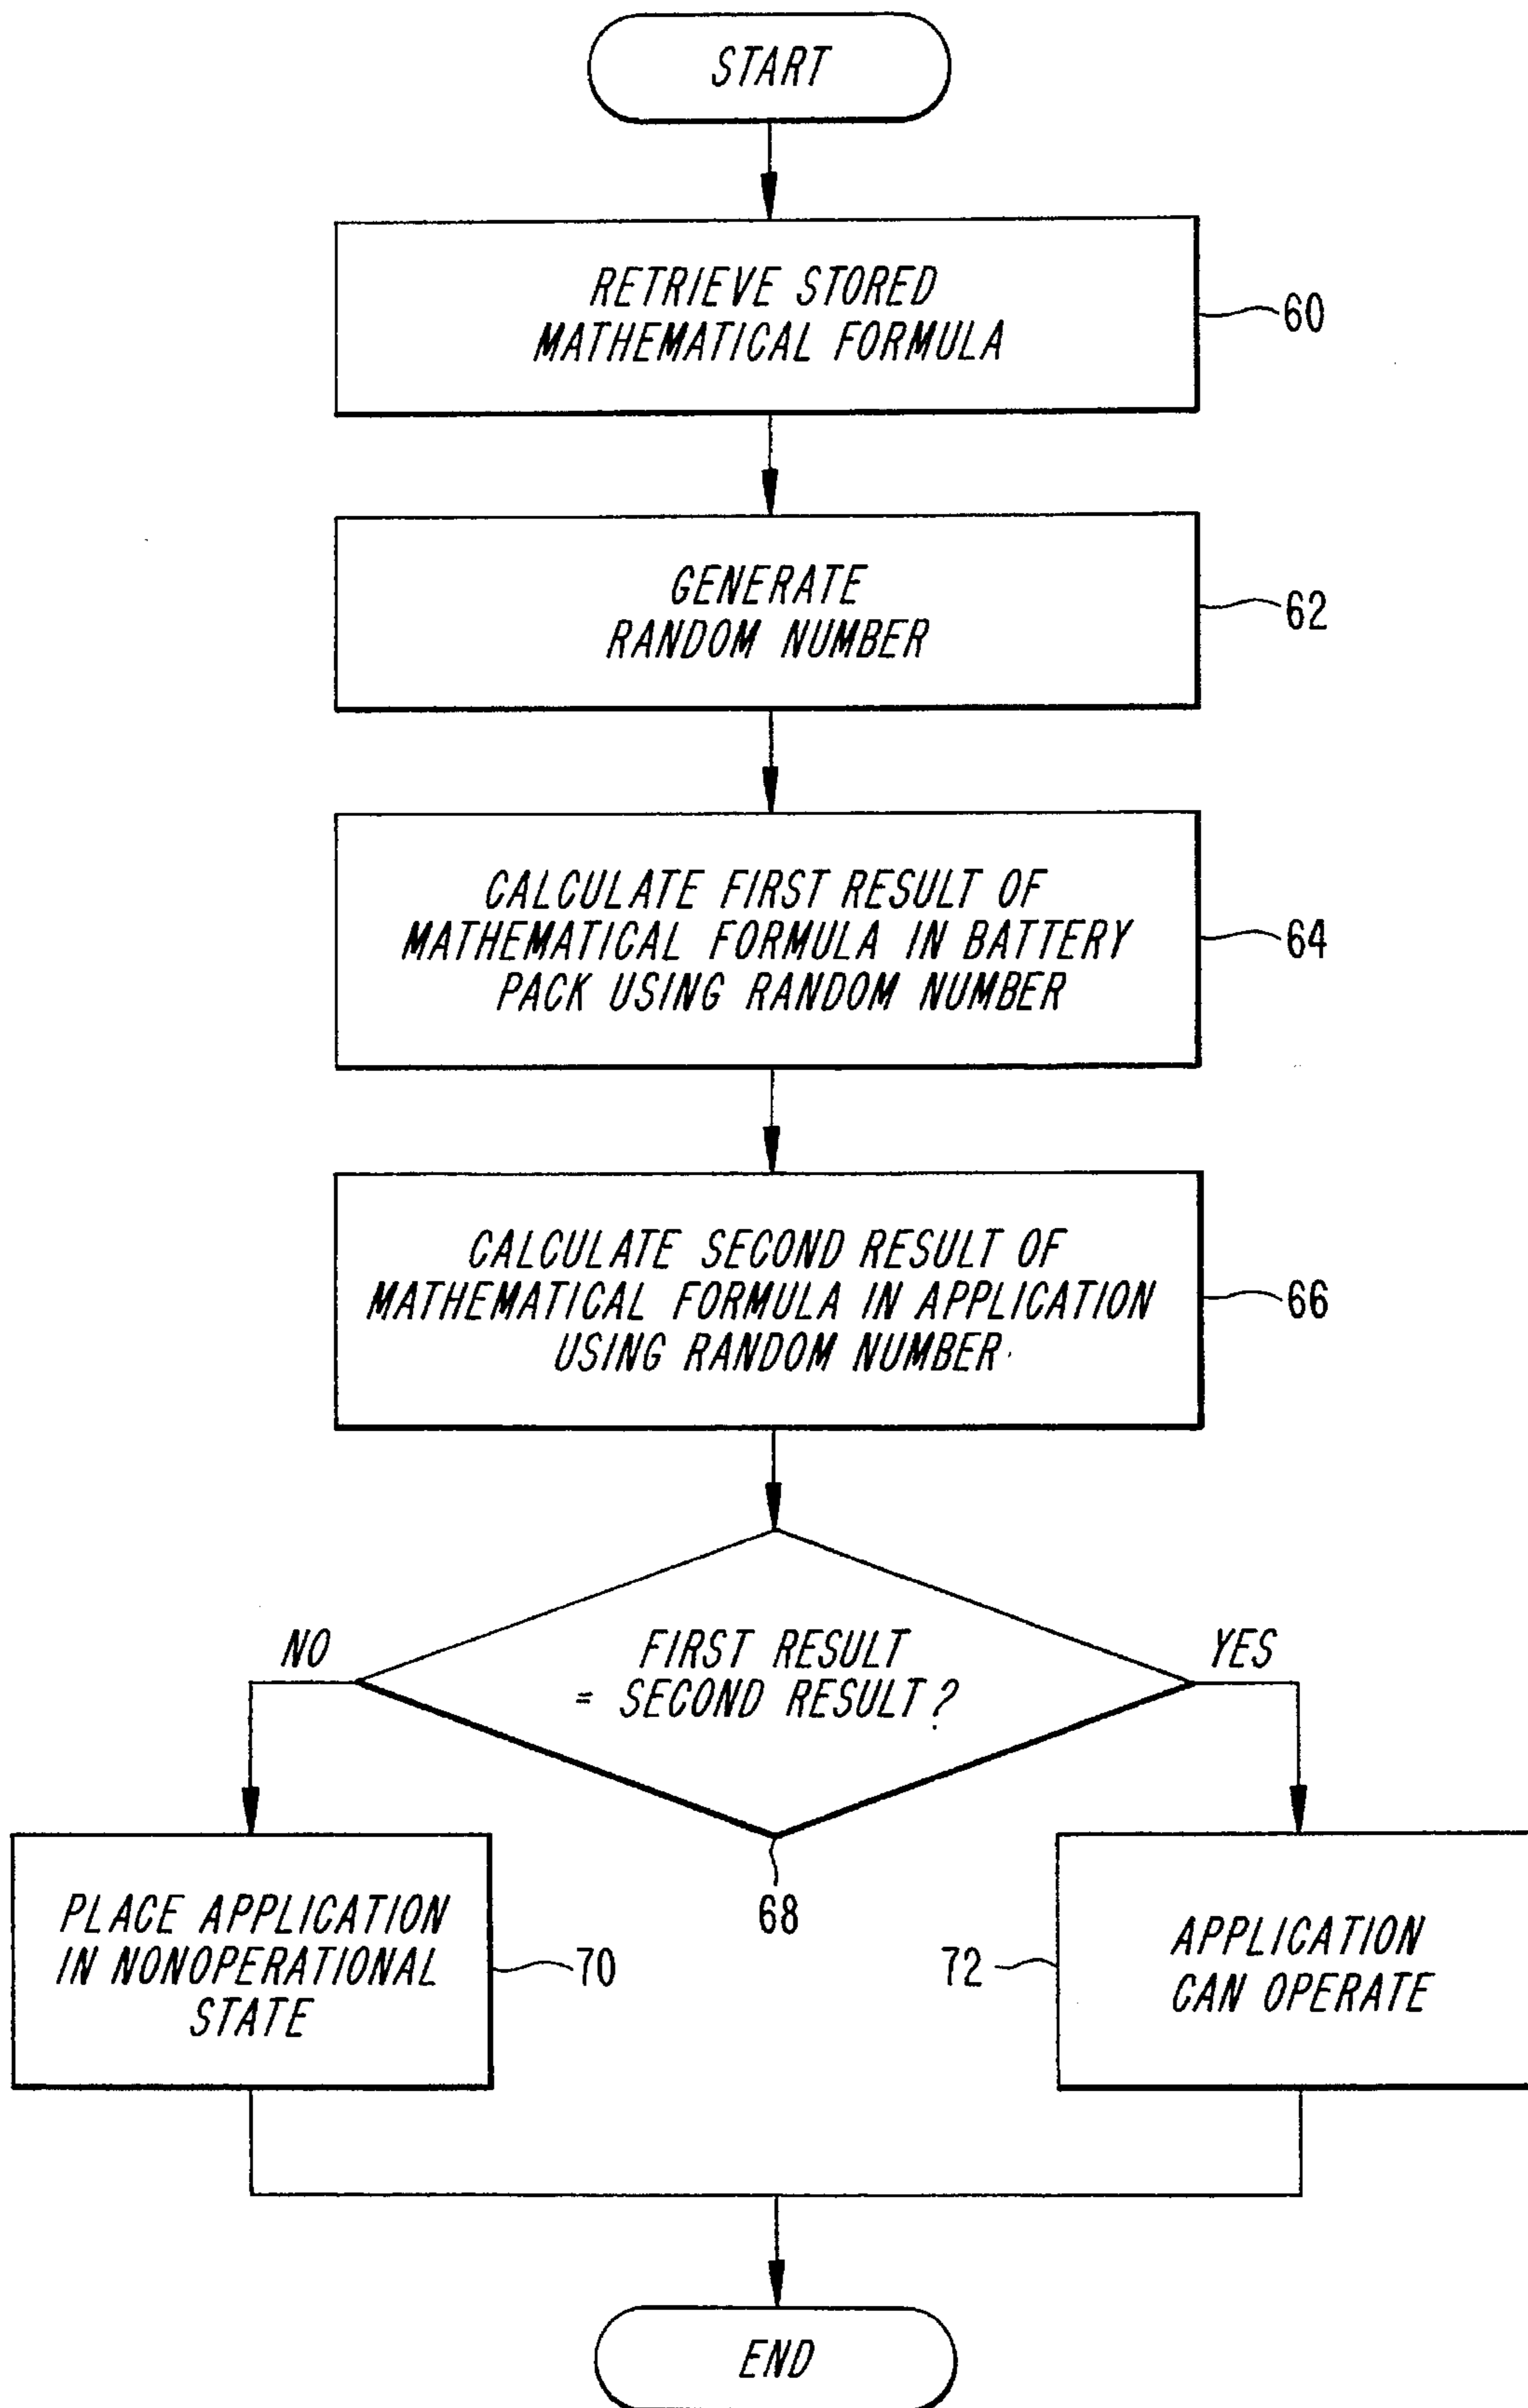 START
RETRIEVE STORED
MATHEMATICAL FORMULA
60
GENERATE
RANDOM NUMBER
62
CALCULATE FIRST RESULT OF
MATHEMATICAL FORMULA IN BATTERY
PACK USING RANDOM NUMBER
64
CALCULATE SECOND RESULT OF
MATHEMATICAL FORMULA IN APPLICATION
USING RANDOM NUMBER
66
FIRST RESULT
= SECOND RESULT?
NO
YES
68
PLACE APPLICATION
IN NONOPERATIONAL
STATE
70
72
APPLICATION
CAN OPERATE
END